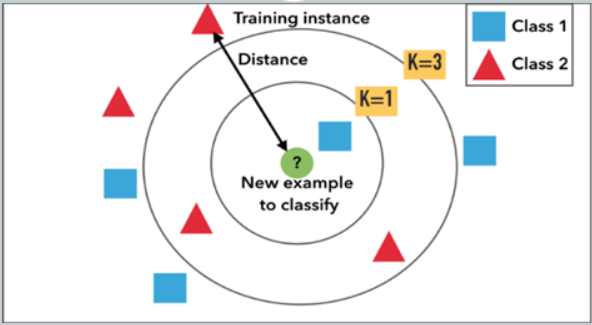 Training instance
Distance
K=3
K=1
?
New example
to classify
Class 1
Class 2